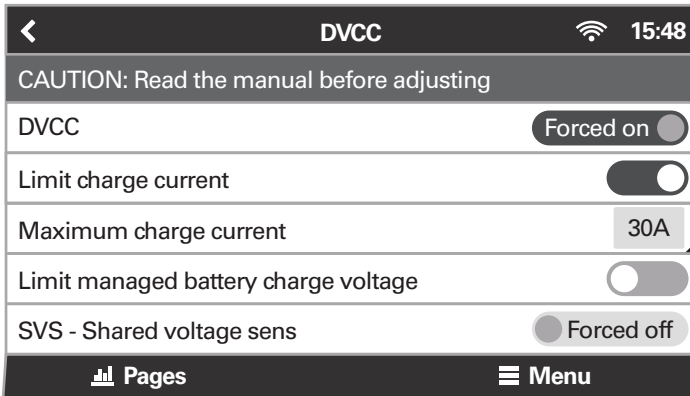 DVCC 15:48
CAUTION: Read the manual before adjusting
DVCC Forced on
Limit charge current
Maximum charge current 30A
Limit managed battery charge voltage
SVS - Shared voltage sens Forced off
Pages Menu